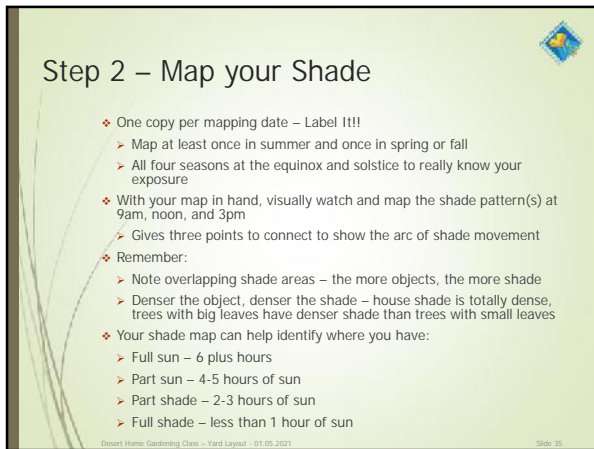 Step 2 – Map your Shade
One copy per mapping date – Label It!!
Map at least once in summer and once in spring or fall
All four seasons at the equinox and solstice to really know your
exposure
With your map in hand, visually watch and map the shade pattern(s) at
9am, noon, and 3pm
Gives three points to connect to show the arc of shade movement
Remember:
Note overlapping shade areas – the more objects, the more shade
Denser the object, denser the shade – house shade is totally dense,
trees with big leaves have denser shade than trees with small leaves
Your shade map can help identify where you have:
Full sun – 6 plus hours
Part sun – 4-5 hours of sun
Part shade – 2-3 hours of sun
Full shade – less than 1 hour of sun
Desert Home Gardening Class – Yard Layout - 01.05.2021 Slide 35